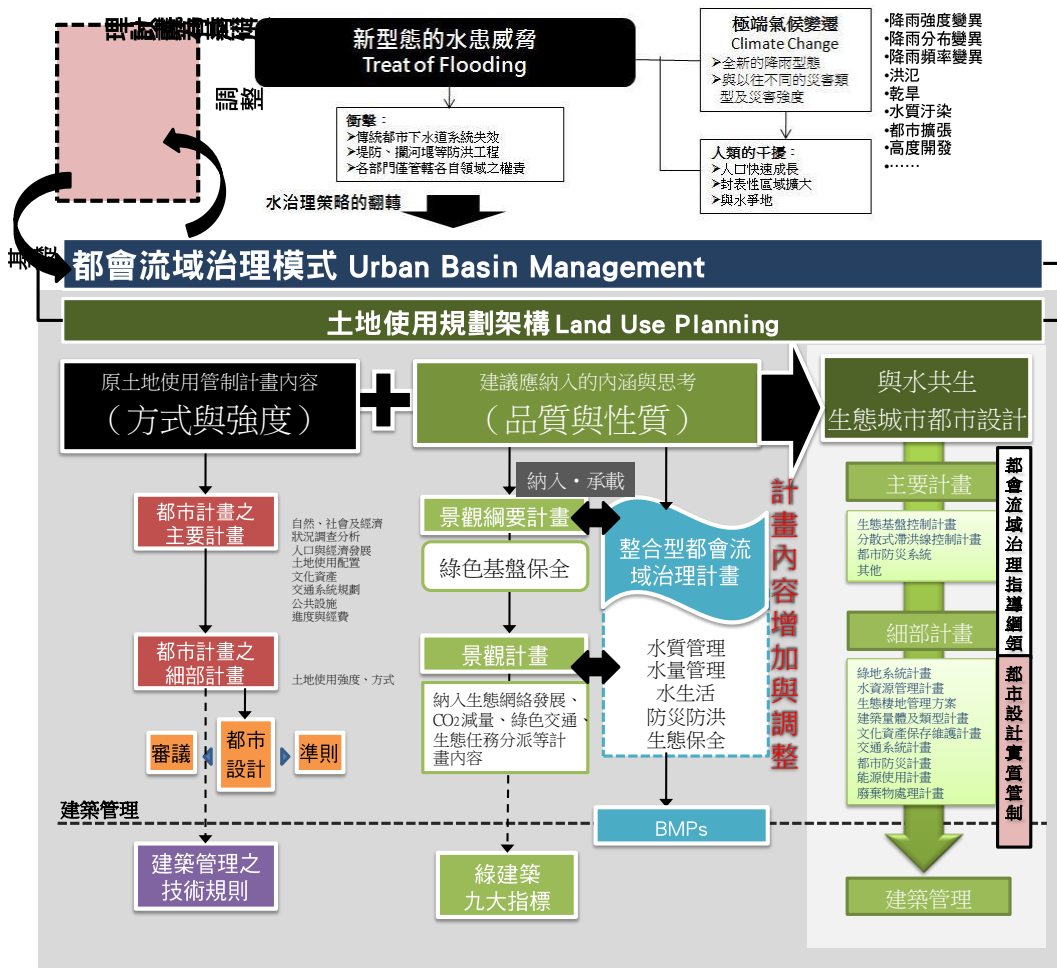 調整
新型態的水患威脅
Treat of Flooding
極端氣候變遷
Climate Change
➢全新的降雨型態
➢與以往不同的災害類
型及災害強度
•降雨強度變異
•降雨分布變異
•降雨頻率變異
•洪氾
•乾旱
•水質汙染
•都市擴張
•高度開發
•⋯⋯
衝擊：
➢傳統都市下水道系統失效
➢堤防、攔河堰等防洪工程
➢各部門僅管轄各自領域之權責
人類的干擾：
➢人口快速成長
➢封表性區域擴大
➢與水爭地
水治理策略的翻轉
基礎
都會流域治理模式 Urban Basin Management
土地使用規劃架構 Land Use Planning
原土地使用管制計畫內容
（方式與強度）
建議應納入的內涵與思考
（品質與性質）
與水共生
生態城市都市設計
納入・承載
計畫內容增加與調整
都市計畫之
主要計畫
自然、社會及經濟
狀況調查分析
人口與經濟發展
土地使用配置
文化資產
交通系統規劃
公共設施
進度與經費
都市計畫之
細部計畫
土地使用強度、方式
審議
都市
設計
準則
景觀綱要計畫
綠色基盤保全
景觀計畫
納入生態網絡發展、
CO2減量、綠色交通、
生態任務分派等計
畫內容
整合型都會流
域治理計畫
水質管理
水量管理
水生活
防災防洪
生態保全
主要計畫
生態基盤控制計畫
分散式滯洪線控制計畫
都市防災系統
其他
細部計畫
綠地系統計畫
水資源管理計畫
生態棲地管理方案
建築量體及類型計畫
文化資產保存維護計畫
交通系統計畫
都市防災計畫
能源使用計畫
廢棄物處理計畫
都會流域治理指導綱領
都市設計實質管制
建築管理
BMPs
建築管理之
技術規則
綠建築
九大指標
建築管理